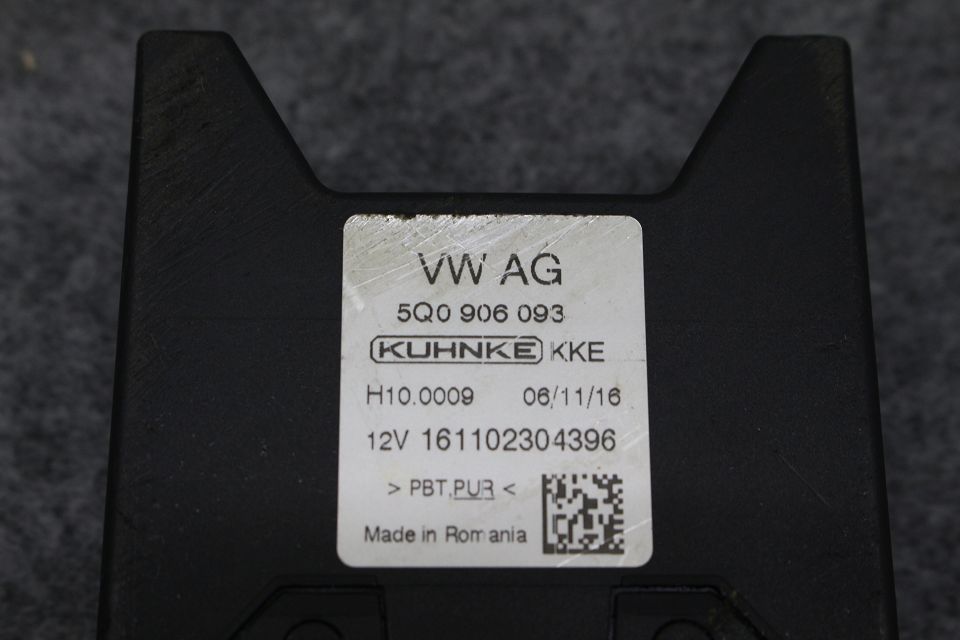 VW AG
5Q0 906 093
KUHNKE KKE
H10.0009 06/11/16
12V 161102304396
> PBT,PUR <
Made in Romania